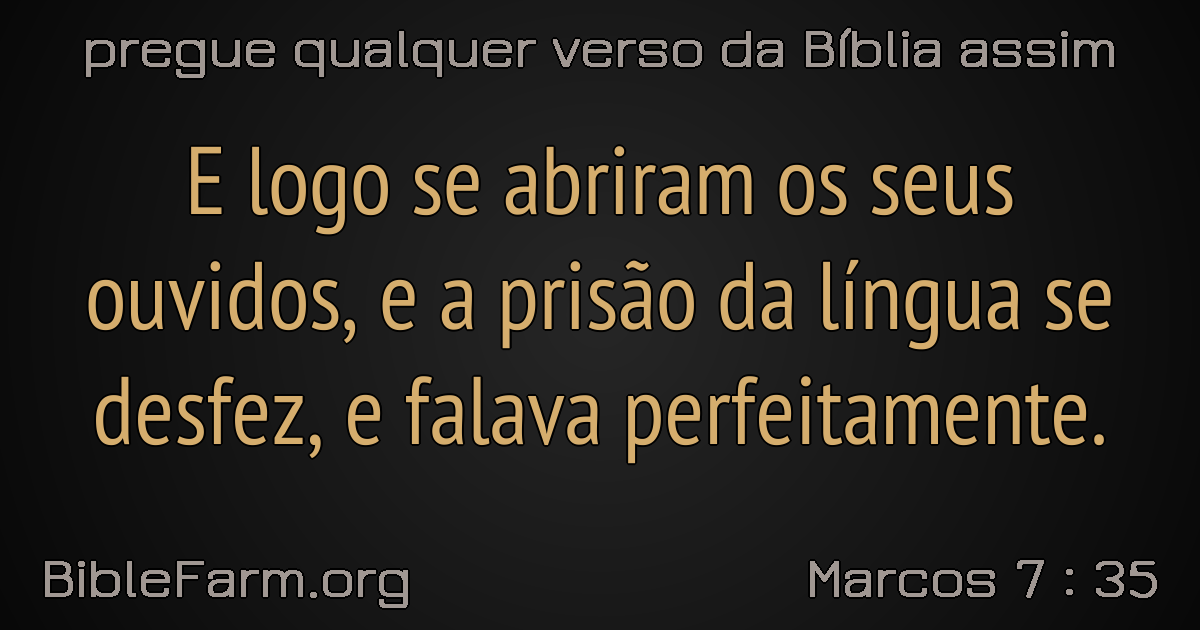 pregue qualquer verso da Bíblia assim
E logo se abriram os seus
ouvidos, e a prisão da língua se
desfez, e falava perfeitamente.
BibleFarm.org
Marcos 7 : 35